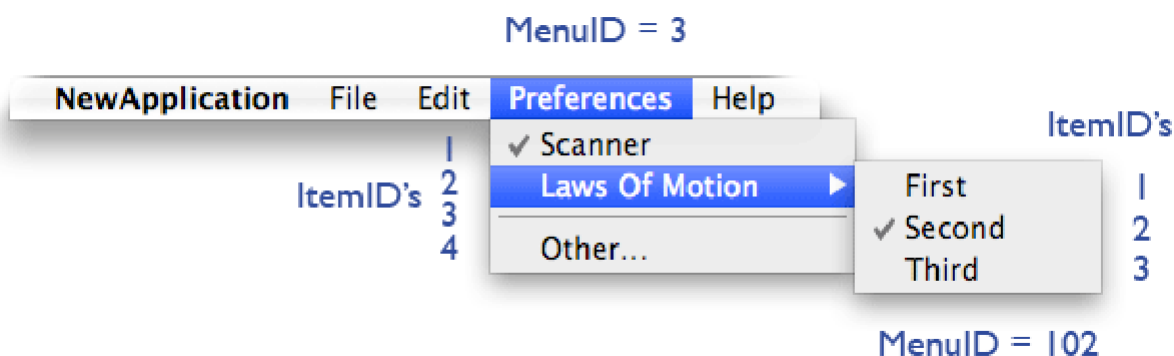 MenuID = 3
NewApplication File Edit Preferences Help
ItemID's
1
2
3
4
✓ Scanner
Laws Of Motion
Other...
ItemID's
First 1
✓ Second 2
Third 3
MenuID = 102